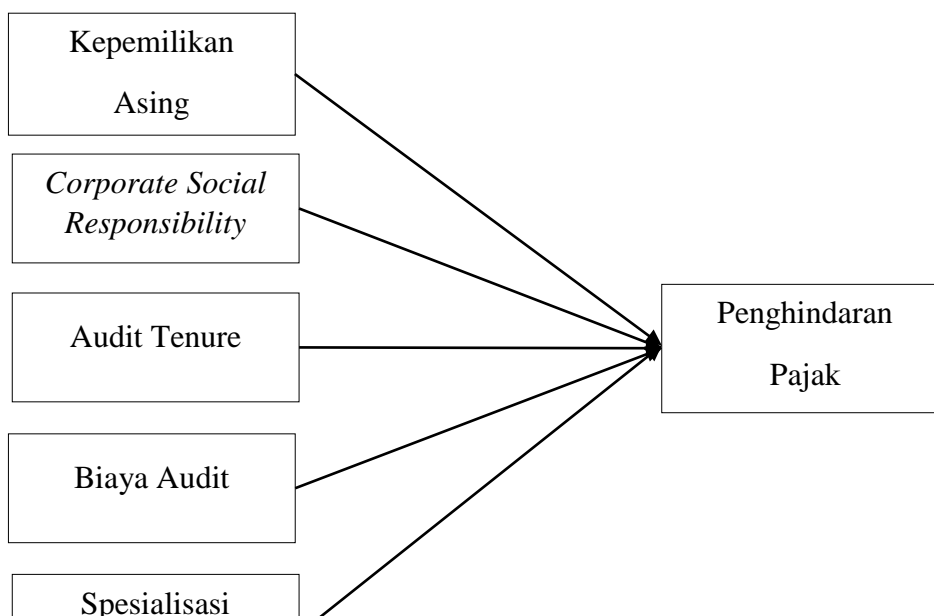 Kepemilikan
Asing
Corporate Social
Responsibility
Audit Tenure
Penghindaran
Pajak
Biaya Audit
Spesialisasi